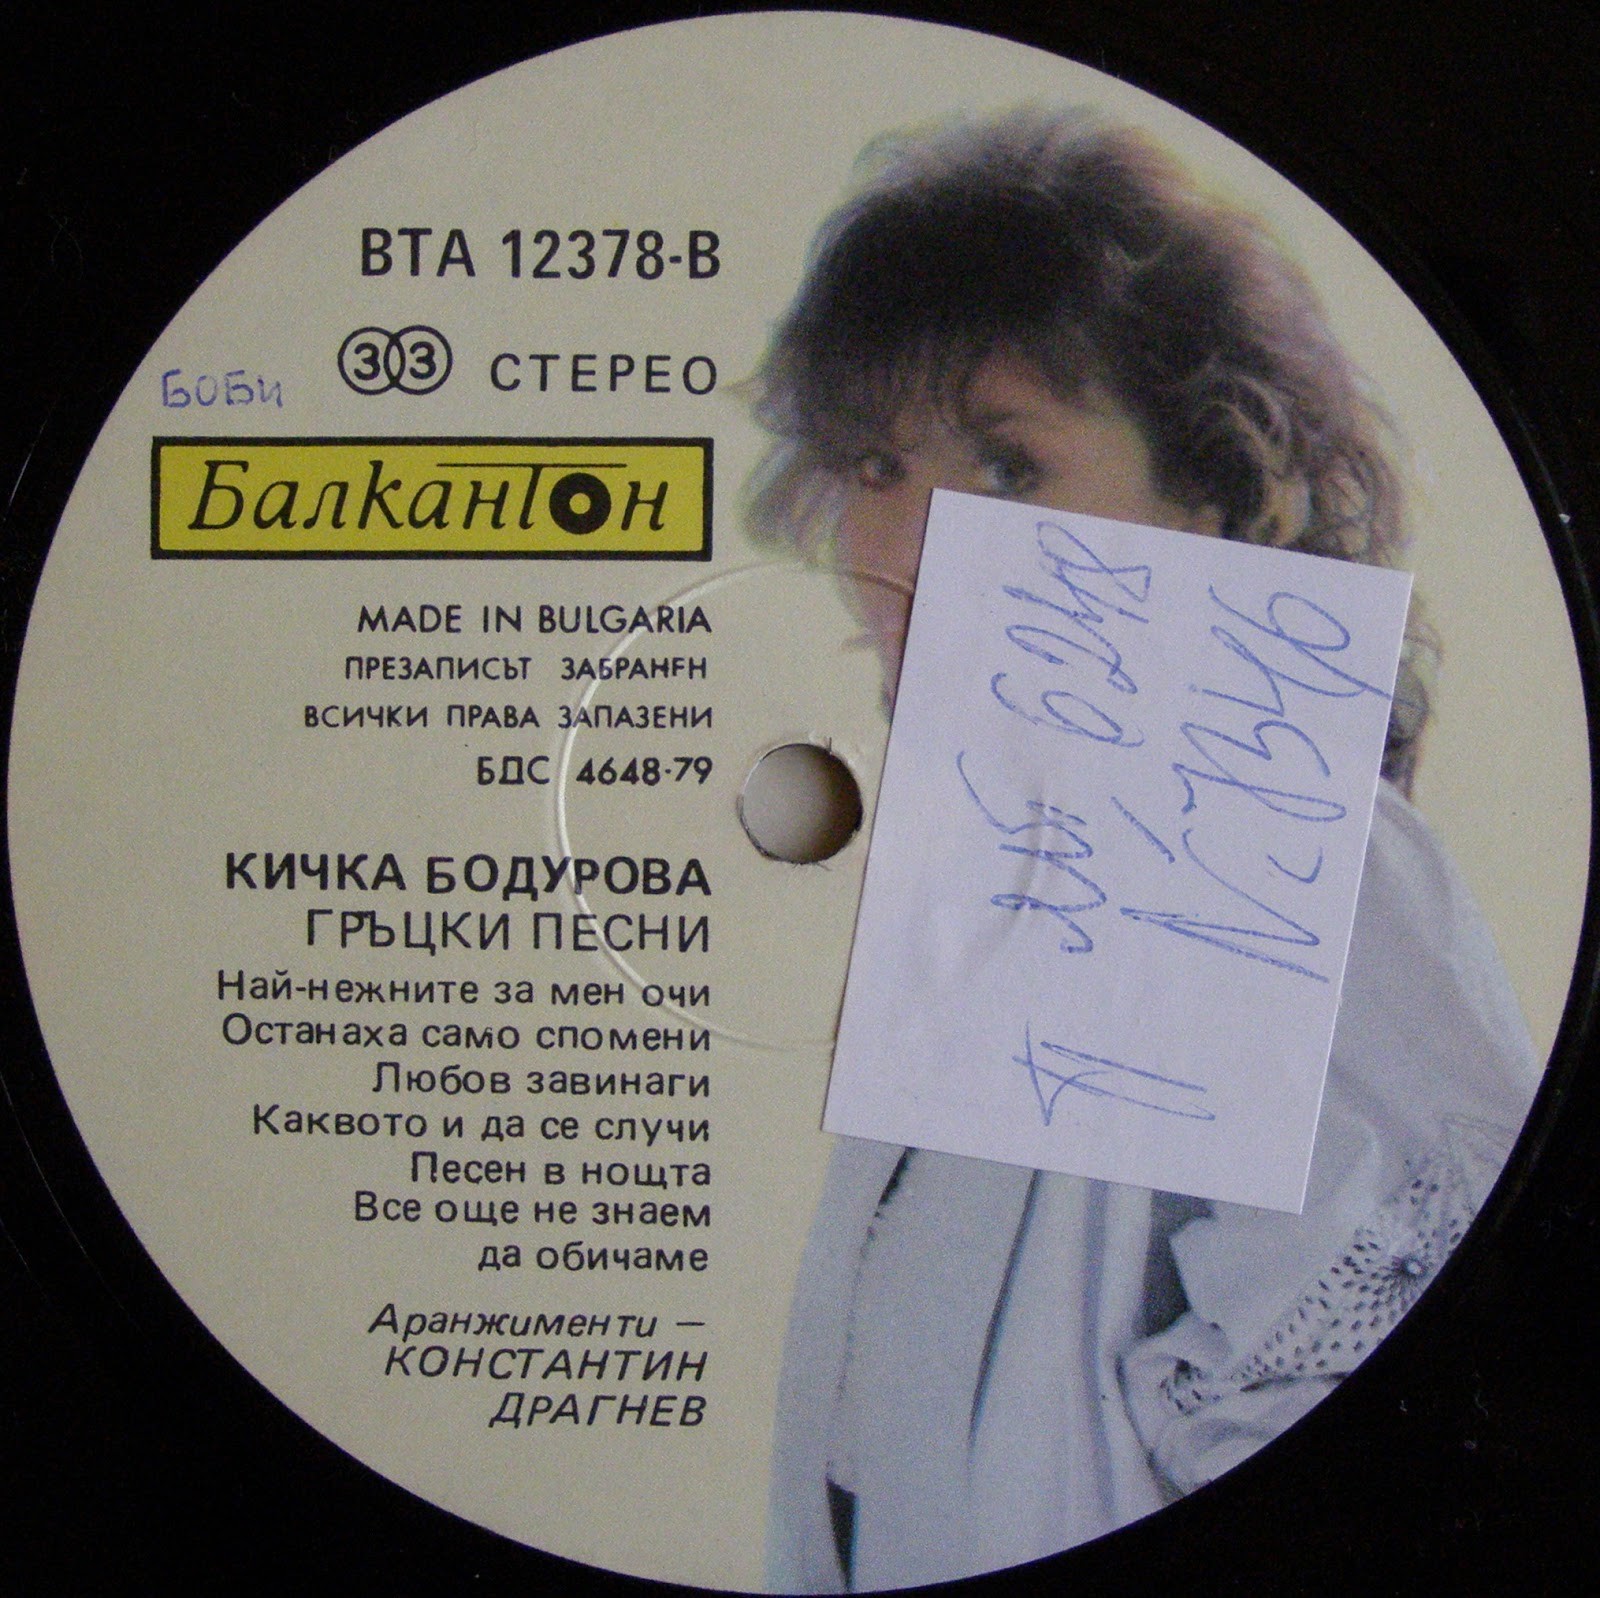 ВТА 12378-В
33 СТЕРЕО
БОБИ
Балкантон
MADE IN BULGARIA
ПРЕЗАПИСЪТ ЗАБРАНЕН
ВСИЧКИ ПРАВА ЗАПАЗЕНИ
БДС 4648-79
КИЧКА БОДУРОВА
ГРЪЦКИ ПЕСНИ
Най-нежните за мен очи
Останаха само спомени
Любов завинаги
Каквото и да се случи
Песен в нощта
Все още не знаем
да обичаме
Аранжименти —
КОНСТАНТИН
ДРАГНЕВ